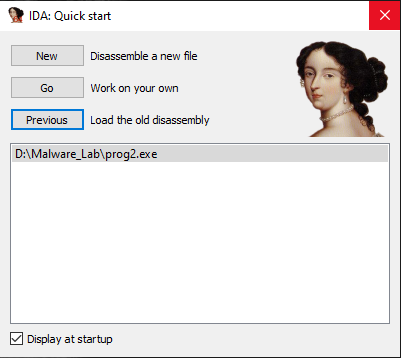 IDA: Quick start
New Disassemble a new file
Go Work on your own
Previous Load the old disassembly
D:\Malware_Lab\prog2.exe
Display at startup